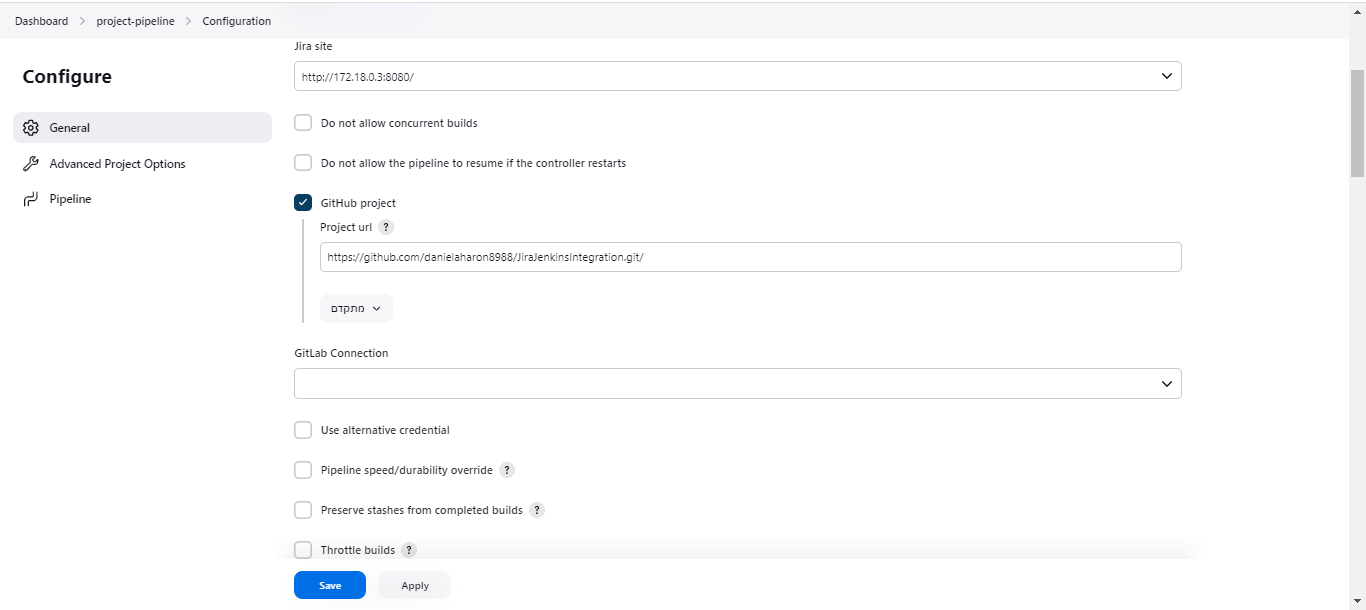 Dashboard > project-pipeline > Configuration
Configure
General
Advanced Project Options
Pipeline
Jira site
http://172.18.0.3:8080/
Do not allow concurrent builds
Do not allow the pipeline to resume if the controller restarts
GitHub project
Project url ?
https://github.com/danielaharon8988/JiraJenkinsIntegration.git/
מתקדם
GitLab Connection
Use alternative credential
Pipeline speed/durability override ?
Preserve stashes from completed builds ?
Throttle builds ?
Save Apply